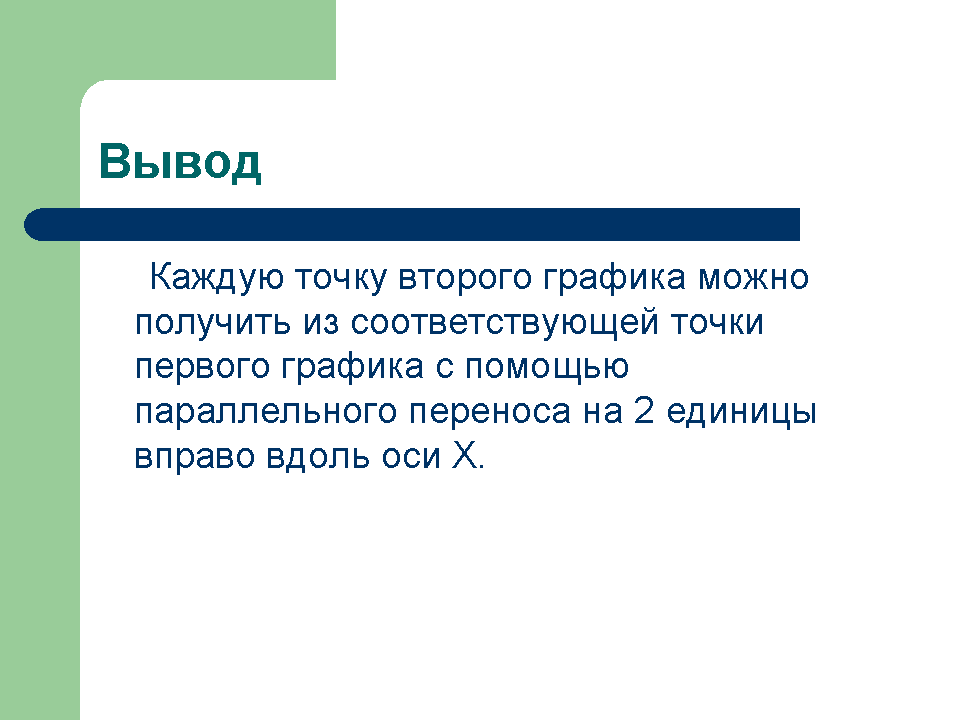 Вывод
Каждую точку второго графика можно
получить из соответствующей точки
первого графика с помощью
параллельного переноса на 2 единицы
вправо вдоль оси Х.